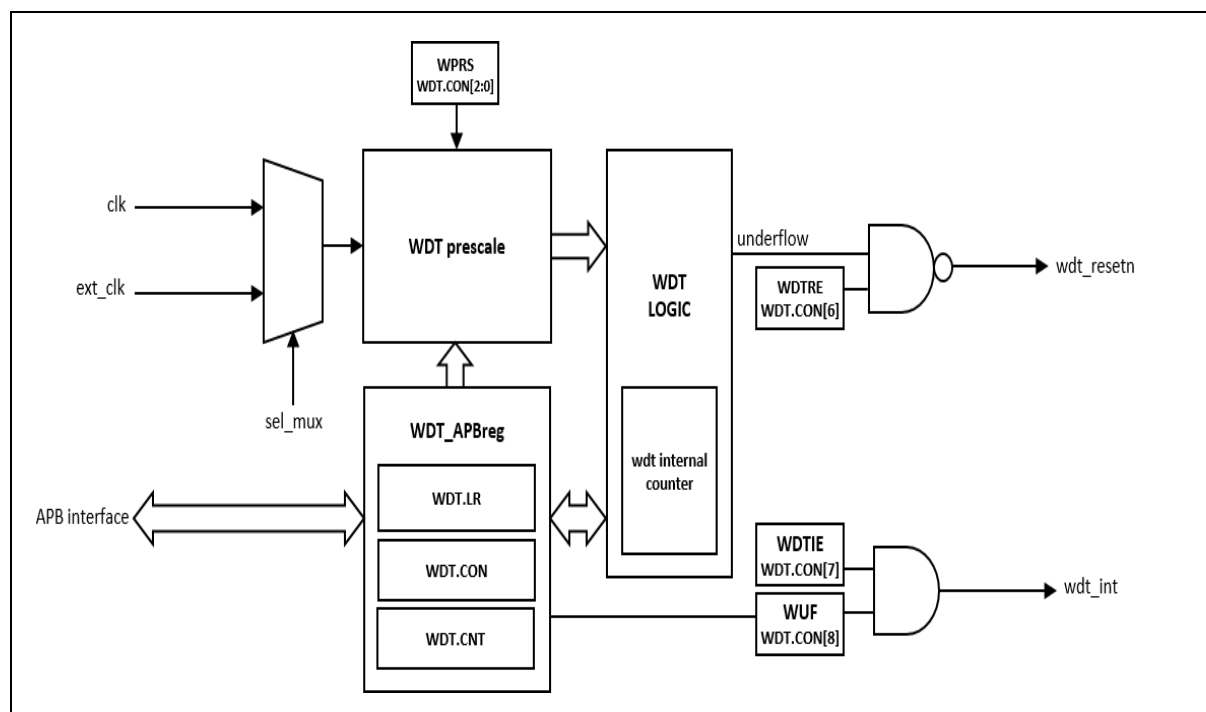 WPRS
WDT.CON[2:0]
clk
ext_clk
sel_mux
WDT prescale
WDT
LOGIC
wdt internal
counter
underflow
WDTRE
WDT.CON[6]
wdt_resetn
APB interface
WDT_APBreg
WDT.LR
WDT.CON
WDT.CNT
WDTIE
WDT.CON[7]
WUF
WDT.CON[8]
wdt_int